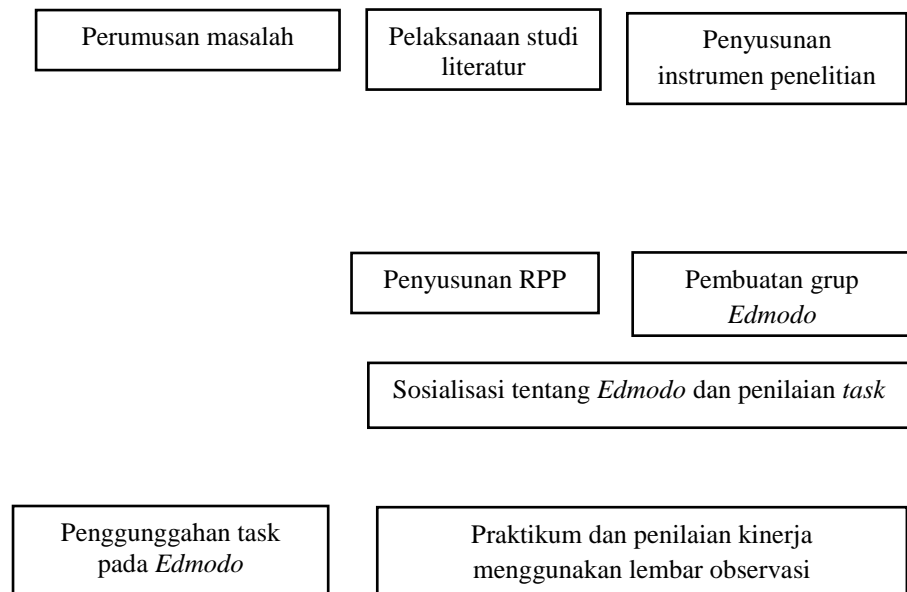 Perumusan masalah
Pelaksanaan studi
literatur
Penyusunan
instrumen penelitian
Penyusunan RPP
Pembuatan grup
Edmodo
Sosialisasi tentang Edmodo dan penilaian task
Penggunggahan task
pada Edmodo
Praktikum dan penilaian kinerja
menggunakan lembar observasi